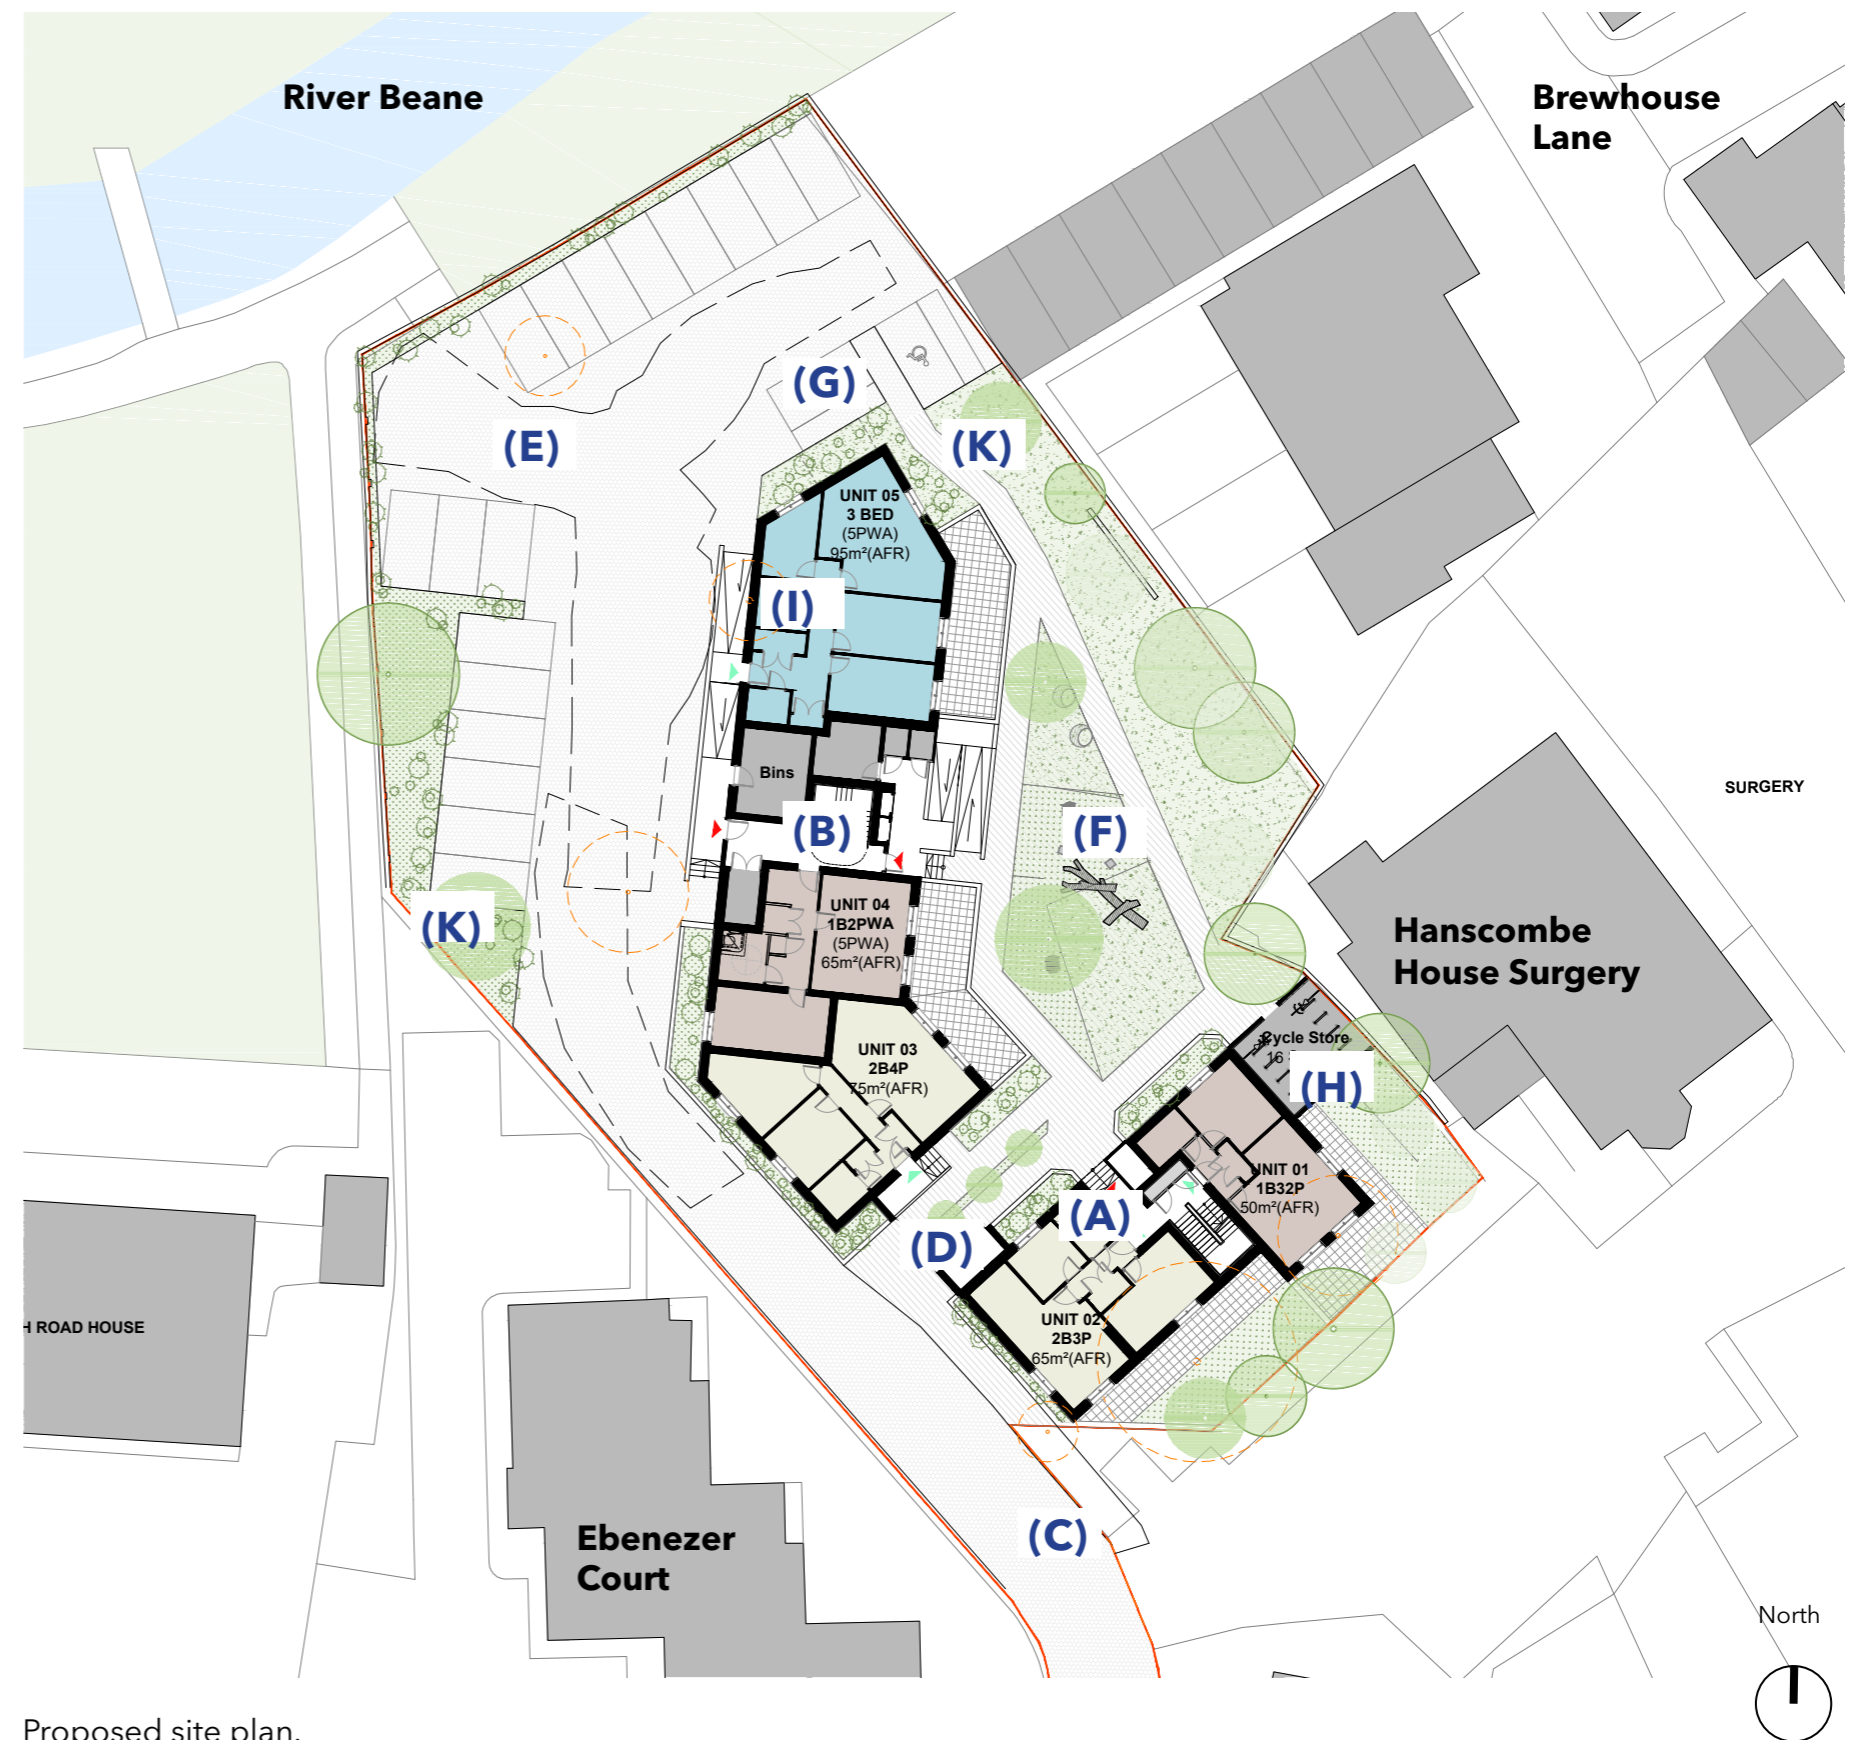 River Beane
Brewhouse
Lane
(G)
(E)
(K)
UNIT 05
3 BED
(5PWA)
95m²(AFR)
(I)
Bins
(B)
(F)
SURGERY
(K)
UNIT 04
1B2PWA
(5PWA)
65m²(AFR)
Hanscombe
House Surgery
Cycle Store
16
(H)
UNIT 03
2B4P
75m²(AFR)
UNIT 01
1B32P
50m²(AFR)
(A)
(D)
UNIT 02
2B3P
65m²(AFR)
H ROAD HOUSE
Ebenezer
Court
(C)
North
Proposed site plan.